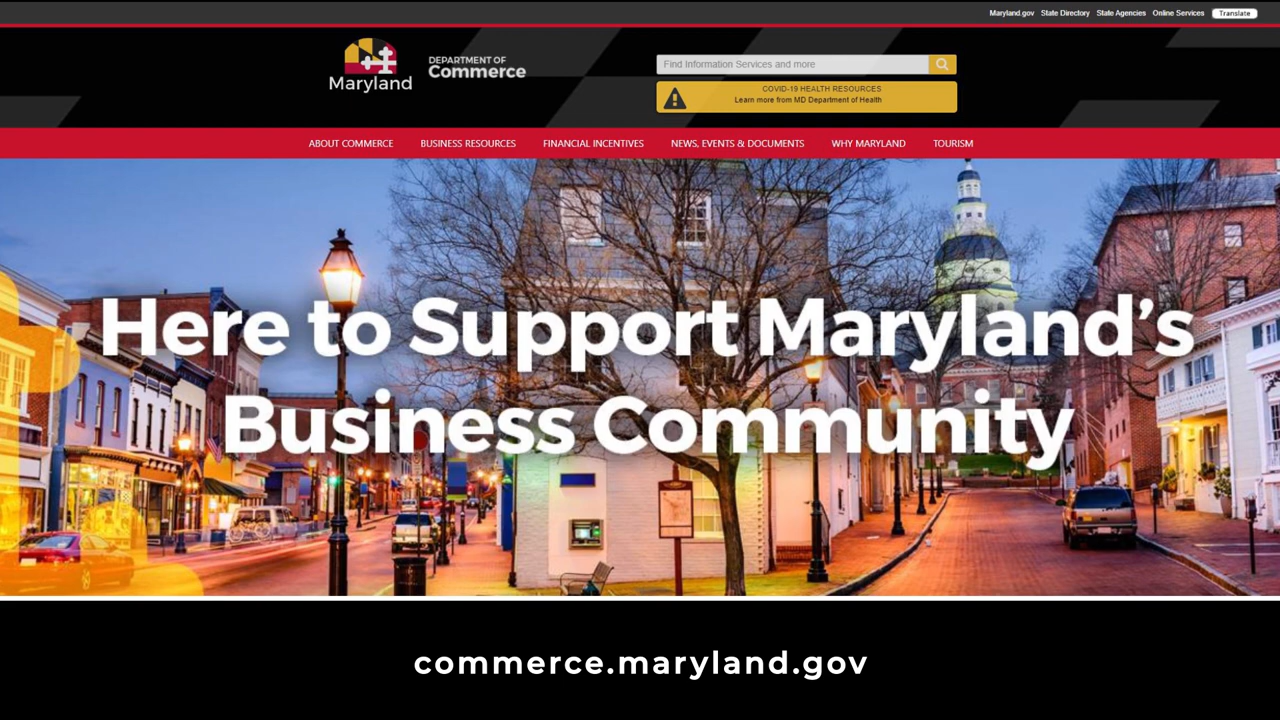 Maryland.gov State Directory State Agencies Online Services Translate
Maryland
DEPARTMENT OF
Commerce
Find Information Services and more
COVID-19 HEALTH RESOURCES
Learn more from MD Department of Health
ABOUT COMMERCE BUSINESS RESOURCES FINANCIAL INCENTIVES NEWS, EVENTS & DOCUMENTS WHY MARYLAND TOURISM
Here to Support Maryland’s
Business Community
commerce.maryland.gov